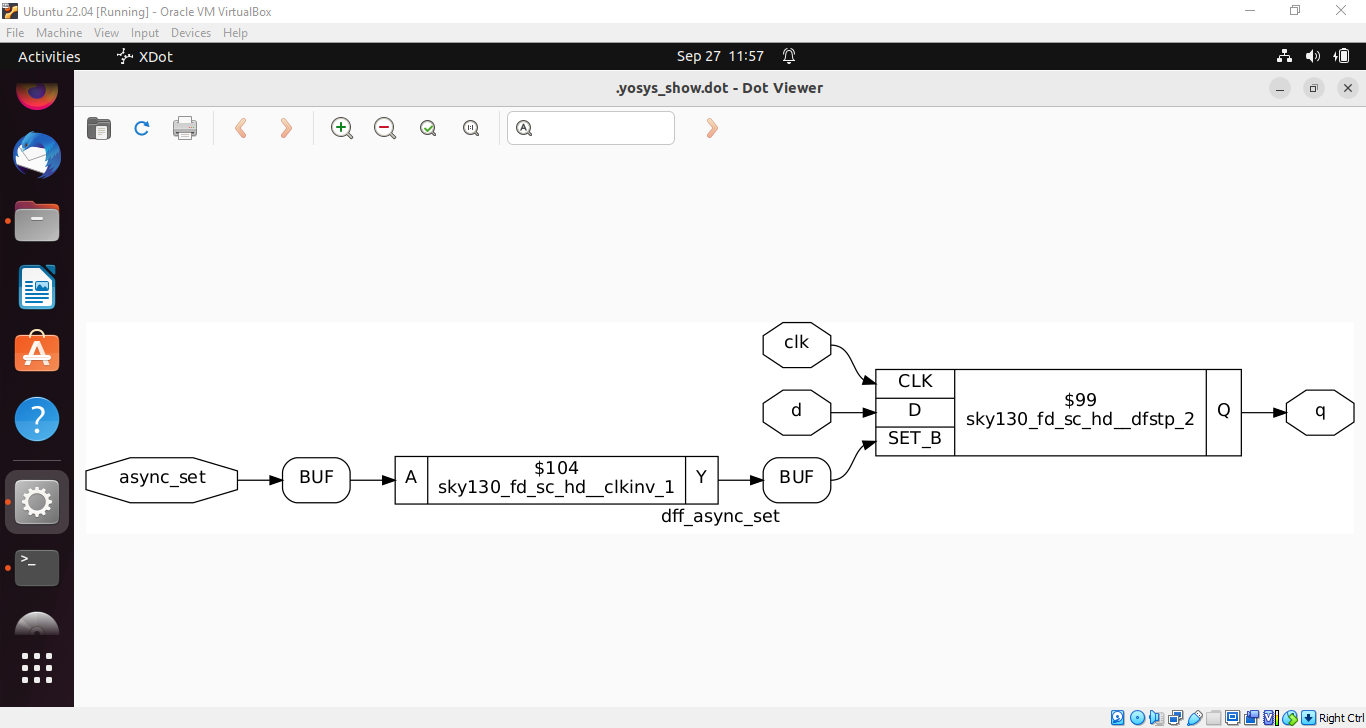 Ubuntu 22.04 [Running] - Oracle VM VirtualBox
File Machine View Input Devices Help
Activities XDot Sep 27 11:57
.yosys_show.dot - Dot Viewer
clk
CLK
d
D
$99
sky130_fd_sc_hd__dfstp_2
Q
q
SET_B
async_set
BUF
A
$104
sky130_fd_sc_hd__clkinv_1
Y
BUF
dff_async_set
Right Ctrl